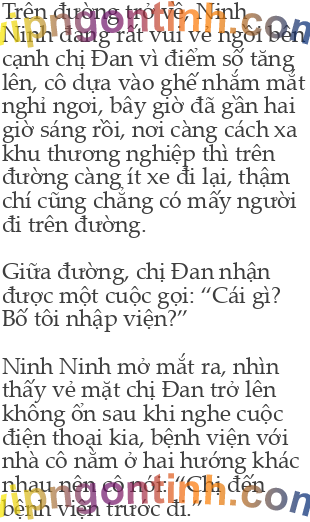 Trên đường trở về, Ninh
Ninh đang rất vui vẻ ngồi bên
cạnh chị Đan vì điểm số tăng
lên, cô dựa vào ghế nhắm mắt
nghỉ ngơi, bây giờ đã gần hai
giờ sáng rồi, nơi càng cách xa
khu thương nghiệp thì trên
đường càng ít xe đi lại, thậm
chí cũng chẳng có mấy người
đi trên đường.
Giữa đường, chị Đan nhận
được một cuộc gọi: “Cái gì?
Bố tôi nhập viện?”
Ninh Ninh mở mắt ra, nhìn
thấy vẻ mặt chị Đan trở lên
không ổn sau khi nghe cuộc
điện thoại kia, bệnh viện với
nhà cô nằm ở hai hướng khác
nhau nên cô nói: “Chị đến
bệnh viện trước đi.”
vipngontinh.com
vipngontinh.com